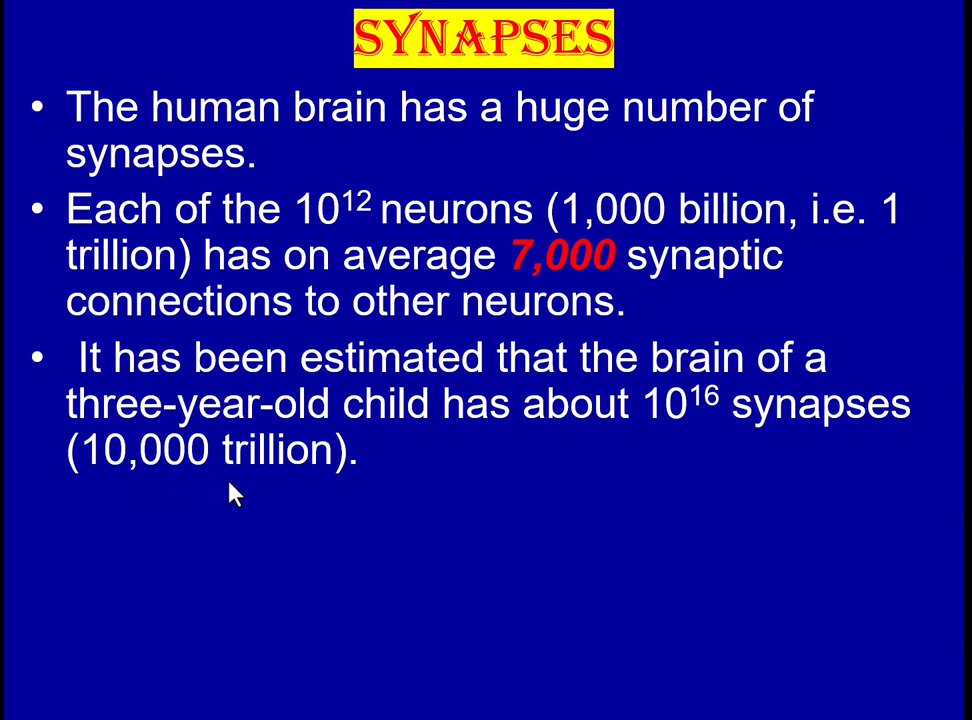 SYNAPSES
• The human brain has a huge number of
synapses.
• Each of the 10¹² neurons (1,000 billion, i.e. 1
trillion) has on average 7,000 synaptic
connections to other neurons.
• It has been estimated that the brain of a
three-year-old child has about 10¹⁶ synapses
(10,000 trillion).